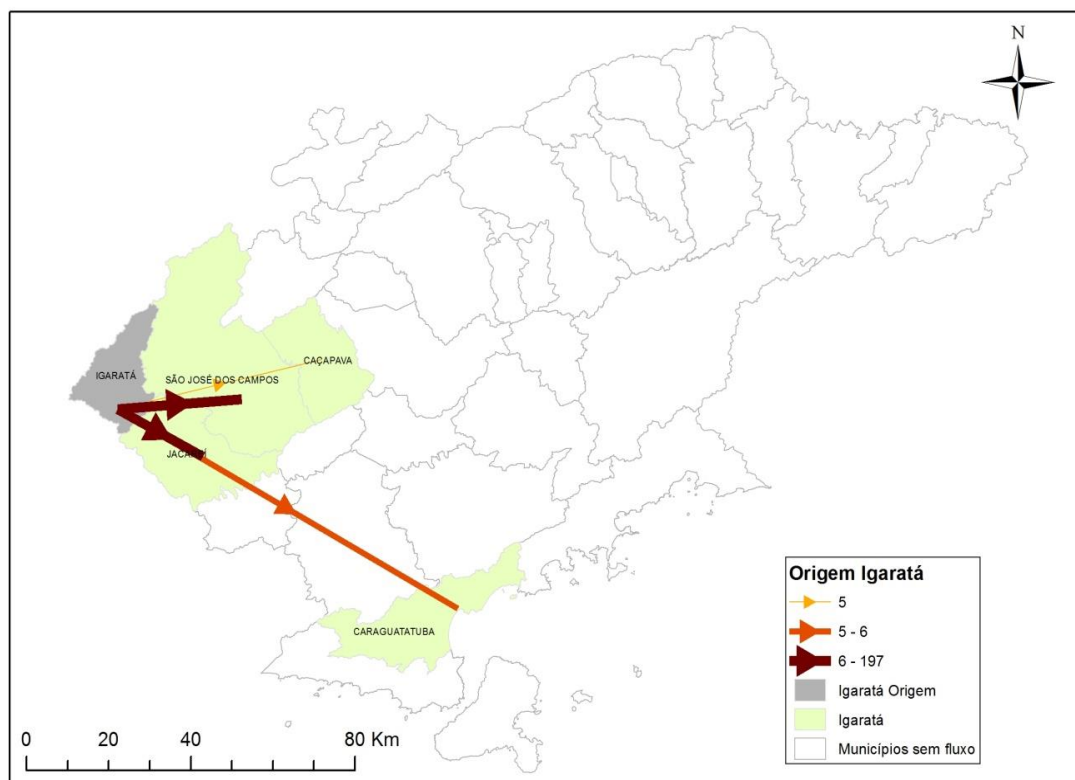 N
CAÇAPAVA
IGARATÁ
SÃO JOSÉ DOS CAMPOS
CARAGUATATUBA
Origem Igaratá
5
5 - 6
6 - 197
Igaratá Origem
Igaratá
Municípios sem fluxo
0 20 40 80 Km